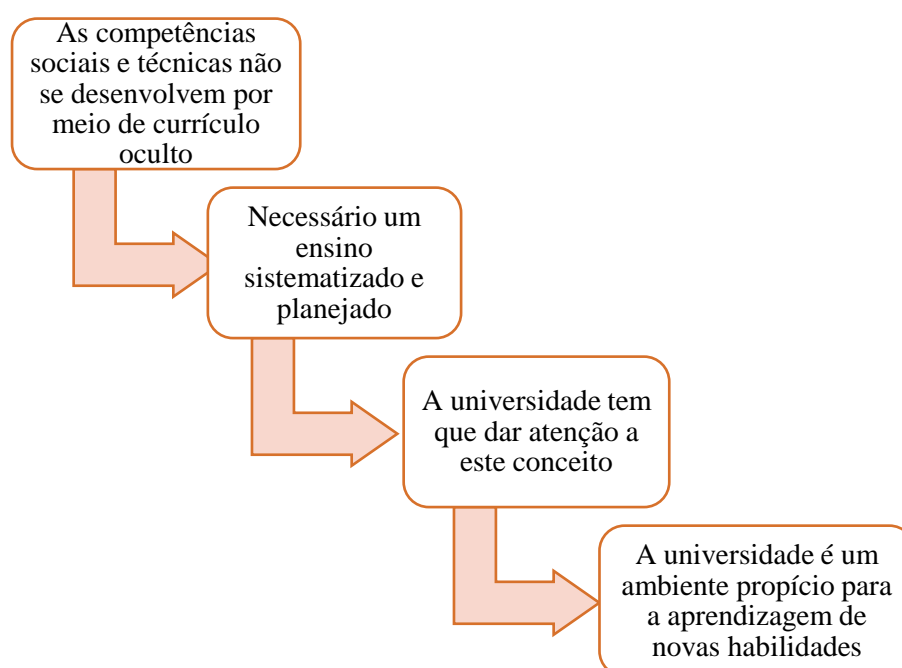 As competências
sociais e técnicas não
se desenvolvem por
meio de currículo
oculto
Necessário um
ensino
sistematizado e
planejado
A universidade tem
que dar atenção a
este conceito
A universidade é um
ambiente propício para
a aprendizagem de
novas habilidades